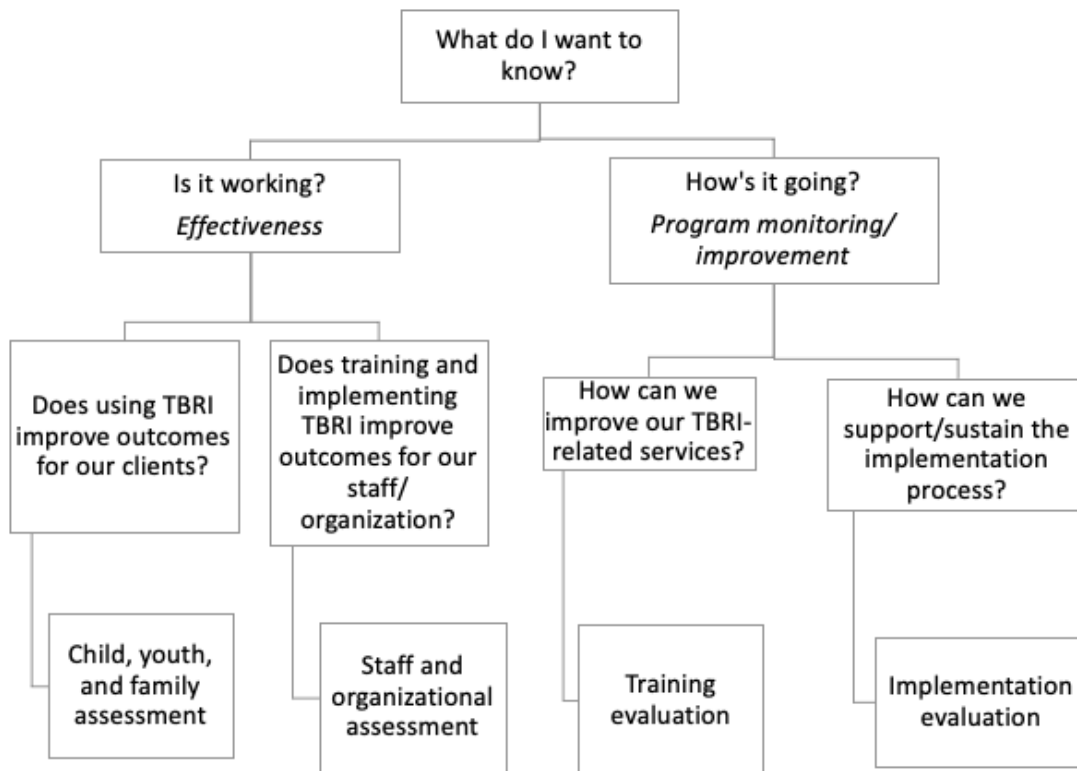 What do I want to
know?
Is it working?
Effectiveness
How's it going?
Program monitoring/
improvement
Does using TBRI
improve outcomes
for our clients?
Does training and
implementing
TBRI improve
outcomes for our
staff/
organization?
How can we
improve our TBRI-
related services?
How can we
support/sustain the
implementation
process?
Child, youth,
and family
assessment
Staff and
organizational
assessment
Training
evaluation
Implementation
evaluation